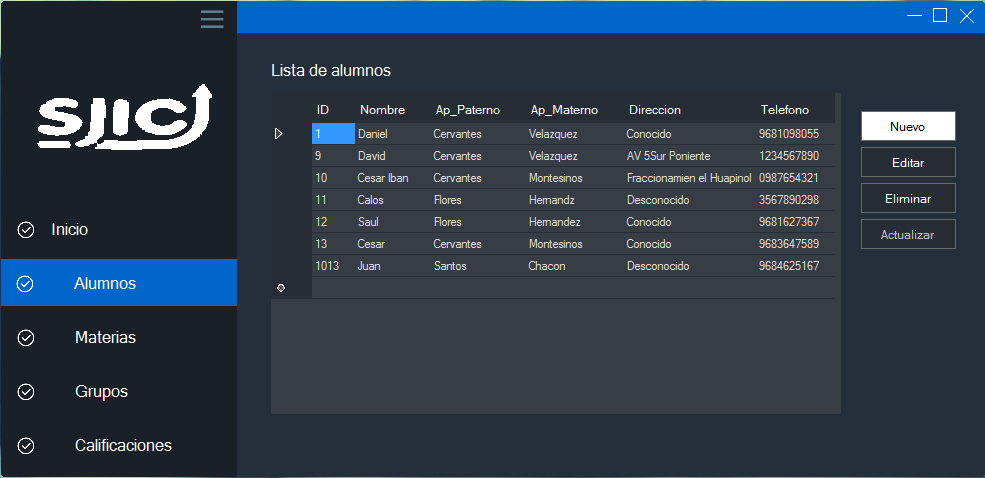 SJIC
Lista de alumnos
ID Nombre Ap_Paterno Ap_Materno Direccion Telefono
1 Daniel Cervantes Velazquez Conocido 9681098055
9 David Cervantes Velazquez AV 5Sur Poniente 1234567890
10 Cesar Iban Cervantes Montesinos Fraccionamien el Huapinol 0987654321
11 Calos Flores Hernandz Desconocido 3567890298
12 Saul Flores Hernandez Conocido 9681627367
13 Cesar Cervantes Montesinos Conocido 9683647589
1013 Juan Santos Chacon Desconocido 9684625167
Nuevo
Editar
Eliminar
Actualizar
Inicio
Alumnos
Materias
Grupos
Calificaciones